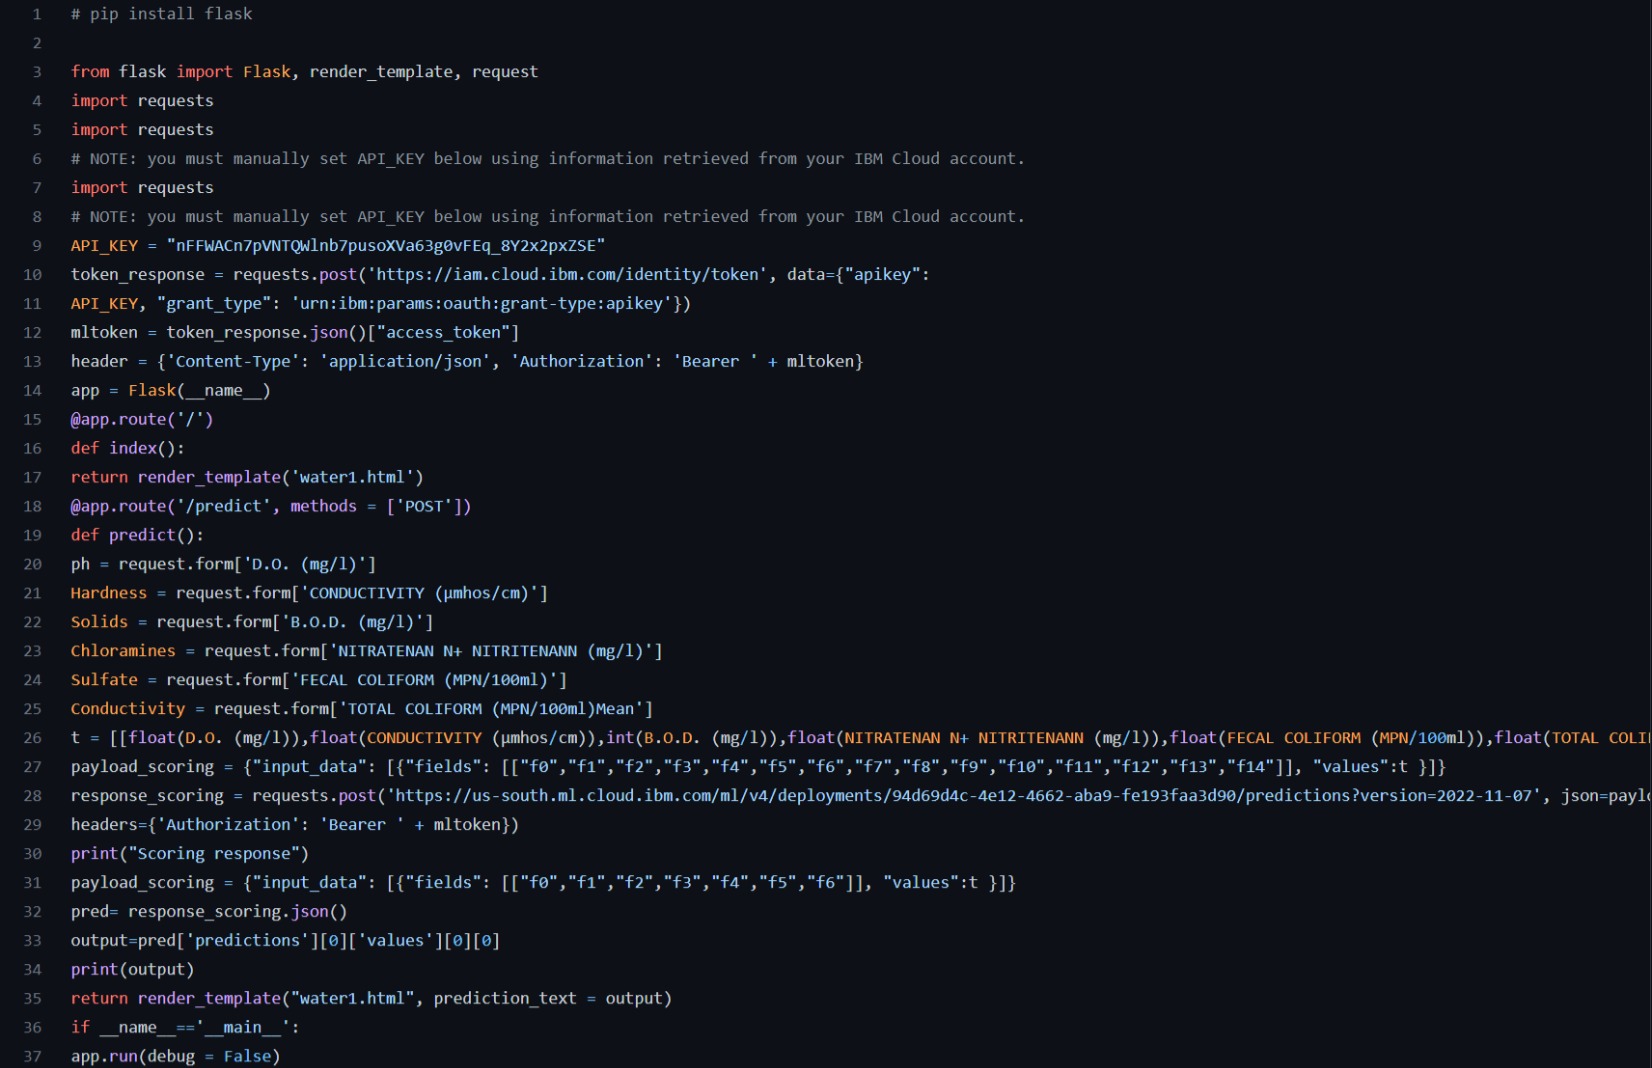 1 # pip install flask
2
3 from flask import Flask, render_template, request
4 import requests
5 import requests
6 # NOTE: you must manually set API_KEY below using information retrieved from your IBM Cloud account.
7 import requests
8 # NOTE: you must manually set API_KEY below using information retrieved from your IBM Cloud account.
9 API_KEY = "nFFWACn7pVNTQWlnb7pusoXVa63g0vFEq_8Y2x2pxZSE"
10 token_response = requests.post('https://iam.cloud.ibm.com/identity/token', data={"apikey":
11 API_KEY, "grant_type": 'urn:ibm:params:oauth:grant-type:apikey'})
12 mltoken = token_response.json()["access_token"]
13 header = {'Content-Type': 'application/json', 'Authorization': 'Bearer ' + mltoken}
14 app = Flask(__name__)
15 @app.route('/')
16 def index():
17 return render_template('water1.html')
18 @app.route('/predict', methods = ['POST'])
19 def predict():
20 ph = request.form['D.O. (mg/l)']
21 Hardness = request.form['CONDUCTIVITY (µmhos/cm)']
22 Solids = request.form['B.O.D. (mg/l)']
23 Chloramines = request.form['NITRATENAN N+ NITRITENANN (mg/l)']
24 Sulfate = request.form['FECAL COLIFORM (MPN/100ml)']
25 Conductivity = request.form['TOTAL COLIFORM (MPN/100ml)Mean']
26 t = [[float(D.O. (mg/l)),float(CONDUCTIVITY (µmhos/cm)),int(B.O.D. (mg/l)),float(NITRATENAN N+ NITRITENANN (mg/l)),float(FECAL COLIFORM (MPN/100ml)),float(TOTAL COLI
27 payload_scoring = {"input_data": [{"fields": [["f0","f1","f2","f3","f4","f5","f6","f7","f8","f9","f10","f11","f12","f13","f14"]], "values":t }]}
28 response_scoring = requests.post('https://us-south.ml.cloud.ibm.com/ml/v4/deployments/94d69d4c-4e12-4662-aba9-fe193faa3d90/predictions?version=2022-11-07', json=paylo
29 headers={'Authorization': 'Bearer ' + mltoken})
30 print("Scoring response")
31 payload_scoring = {"input_data": [{"fields": [["f0","f1","f2","f3","f4","f5","f6"]], "values":t }]}
32 pred= response_scoring.json()
33 output=pred['predictions'][0]['values'][0][0]
34 print(output)
35 return render_template("water1.html", prediction_text = output)
36 if __name__=='__main__':
37 app.run(debug = False)